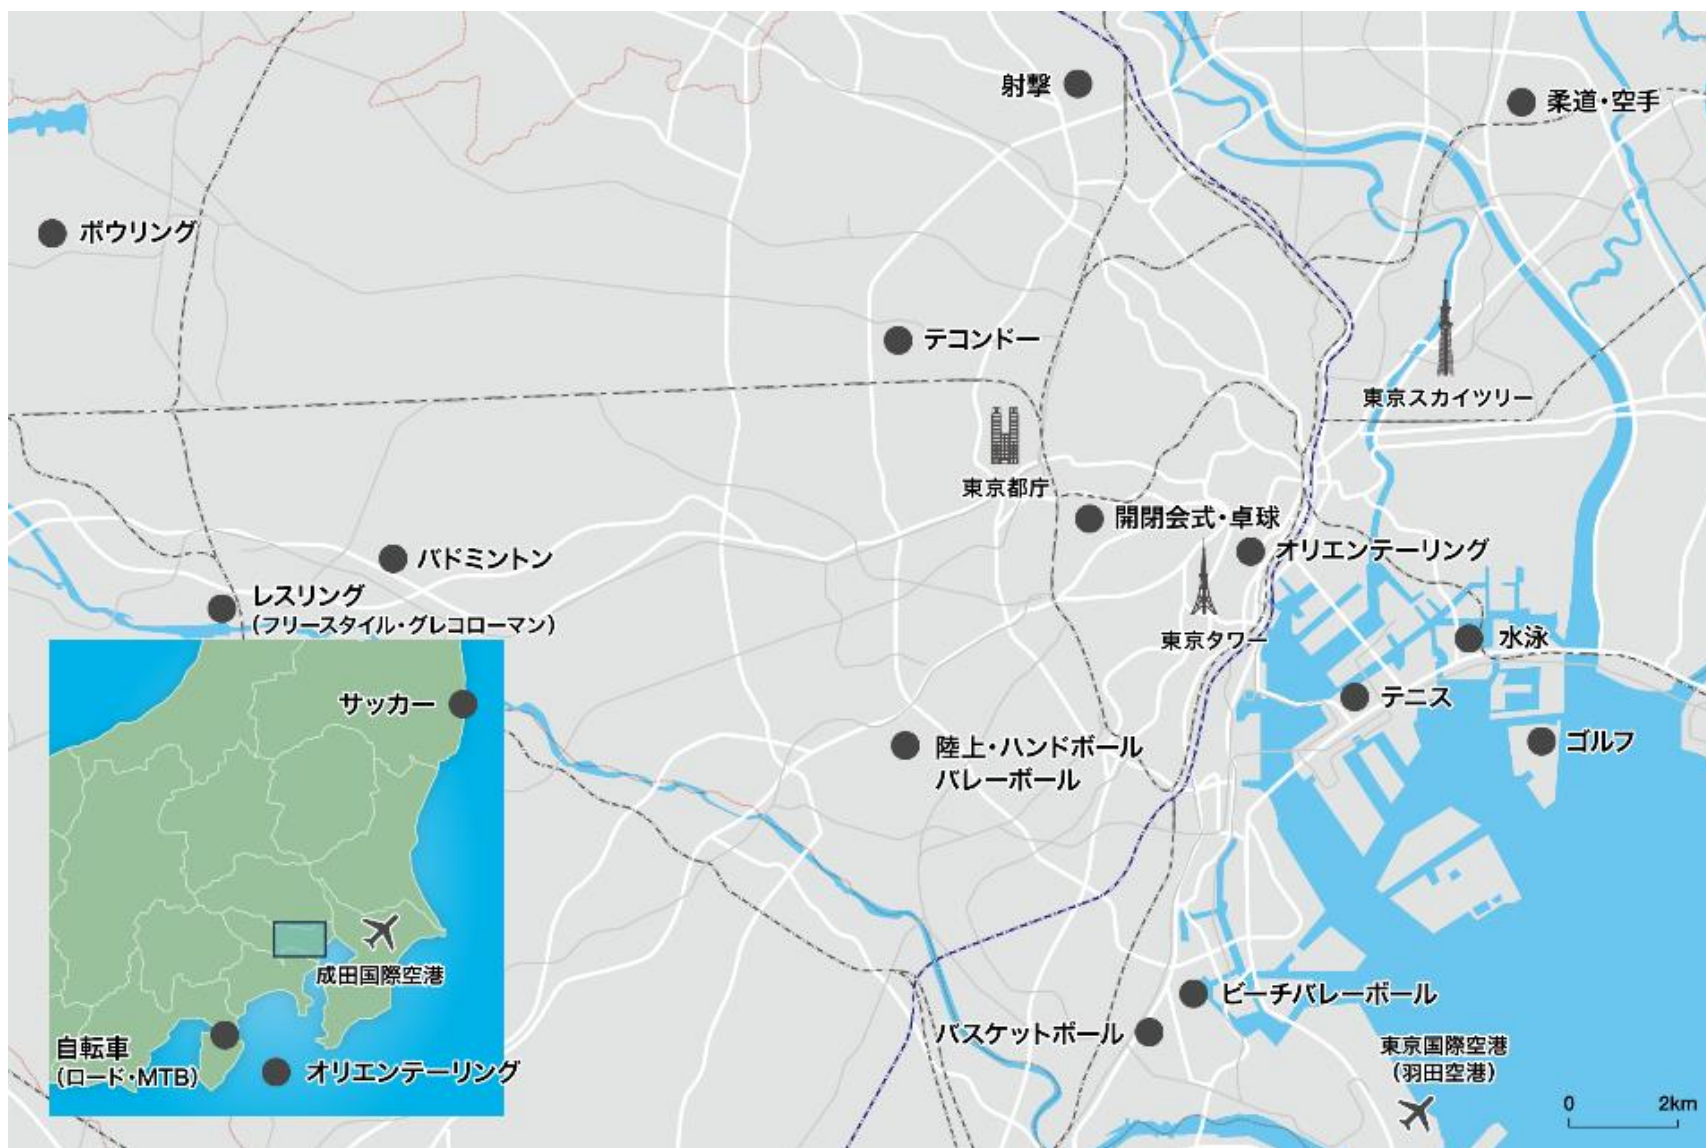 射撃
柔道・空手
ボウリング
テコンドー
東京スカイツリー
東京都庁
開閉会式・卓球
オリエンテーリング
バドミントン
レスリング
（フリースタイル・グレコローマン）
東京タワー
水泳
テニス
サッカー
陸上・ハンドボール
バレーボール
ゴルフ
成田国際空港
ビーチバレーボール
バスケットボール
自転車
（ロード・MTB）
オリエンテーリング
東京国際空港
（羽田空港）
0 2km